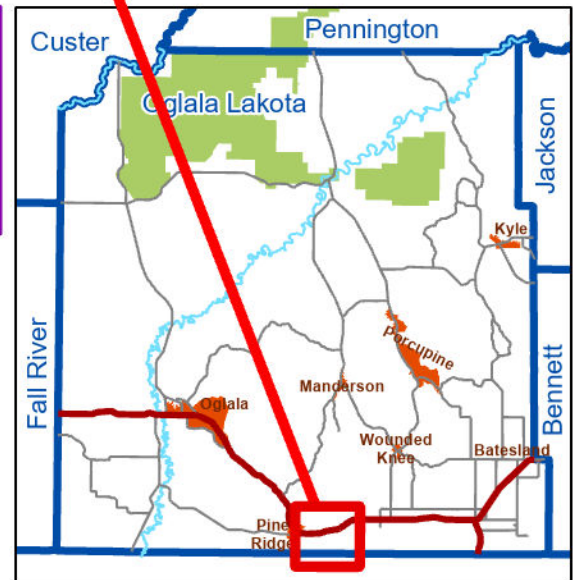 Custer
Pennington
Oglala Lakota
Jackson
Kyle
Porcupine
Fall River
Oglala
Manderson
Bennett
Wounded
Knee
Batesland
Pine
Ridge